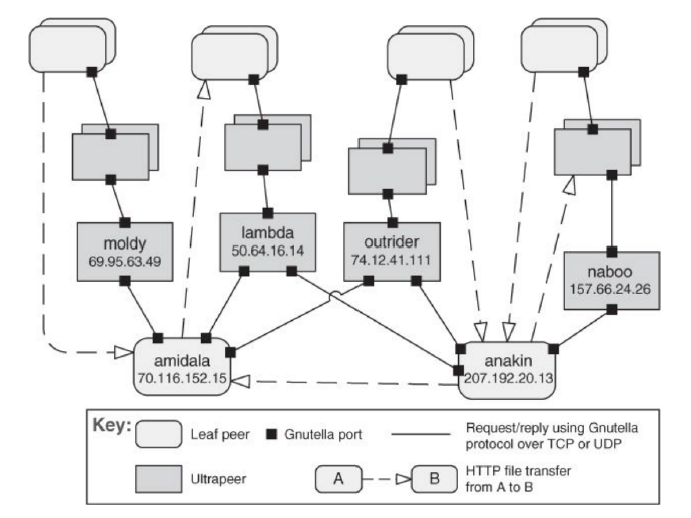 moldy
69.95.63.49
lambda
50.64.16.14
outrider
74.12.41.111
naboo
157.66.24.26
amidala
70.116.152.15
anakin
207.192.20.13
Key:
Leaf peer
Gnutella port
Request/reply using Gnutella
protocol over TCP or UDP
Ultrapeer
A
B
HTTP file transfer
from A to B